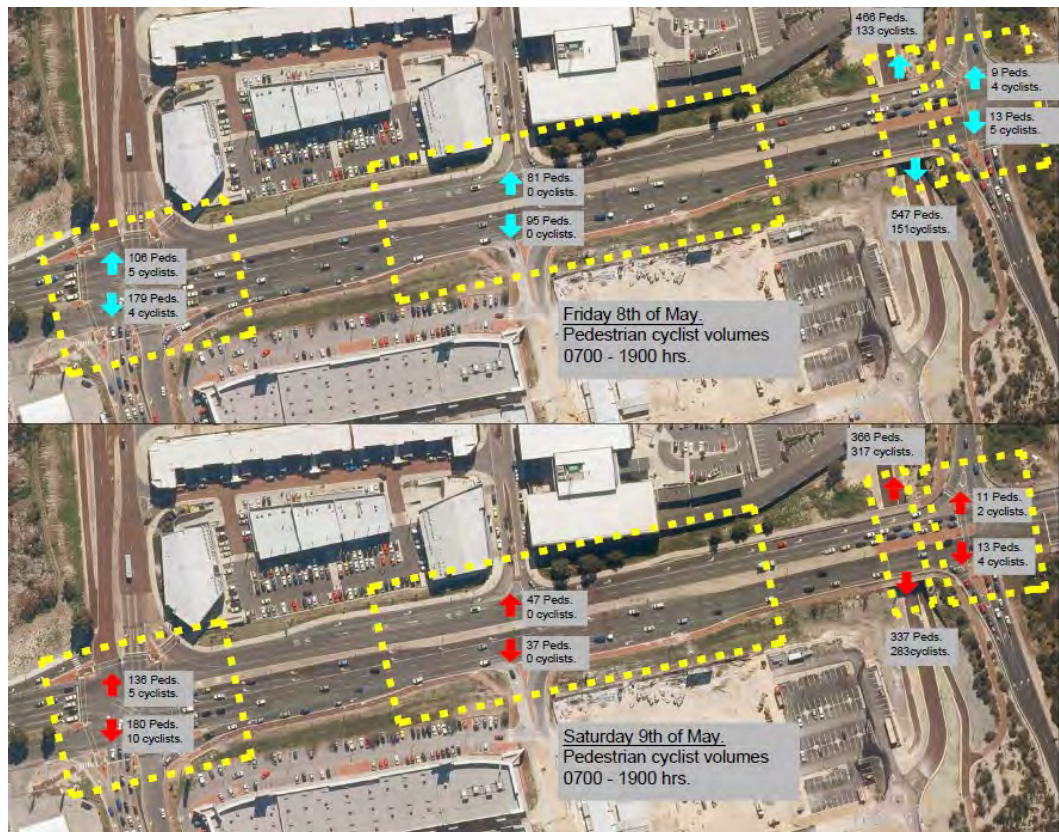 466 Peds.
133 cyclists.
9 Peds.
4 cyclists.
13 Peds.
5 cyclists.
81 Peds.
0 cyclists.
95 Peds.
0 cyclists.
547 Peds.
151cyclists.
106 Peds.
5 cyclists.
179 Peds.
4 cyclists.
Friday 8th of May.
Pedestrian cyclist volumes
0700 - 1900 hrs.
366 Peds.
317 cyclists.
11 Peds.
2 cyclists.
13 Peds.
4 cyclists.
47 Peds.
0 cyclists.
37 Peds.
0 cyclists.
337 Peds.
283cyclists.
136 Peds.
5 cyclists.
180 Peds.
10 cyclists.
Saturday 9th of May.
Pedestrian cyclist volumes
0700 - 1900 hrs.